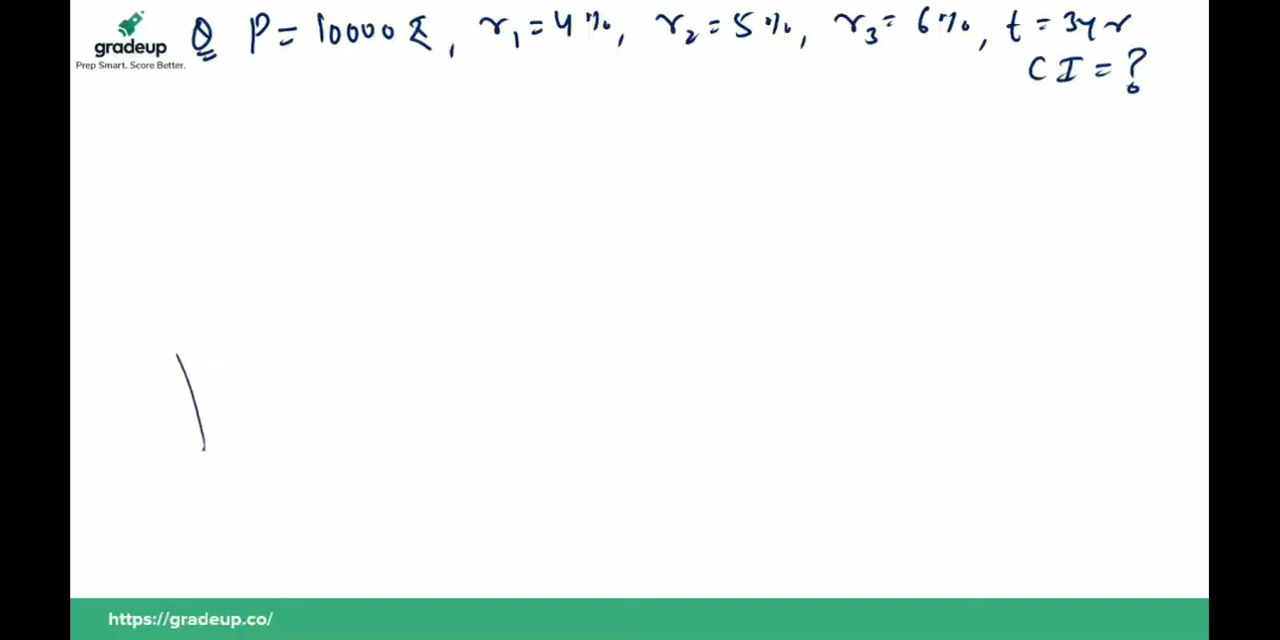 gradeup
Prep Smart. Score Better.
Q P = 10000 ₹, r₁ = 4 %, r₂ = 5 %, r₃ = 6 %, t = 3yr
CI = ?
https://gradeup.co/